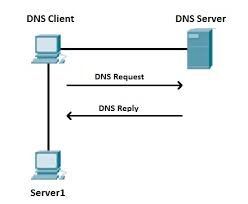 DNS Client
DNS Server
DNS Request
DNS Reply
Server1